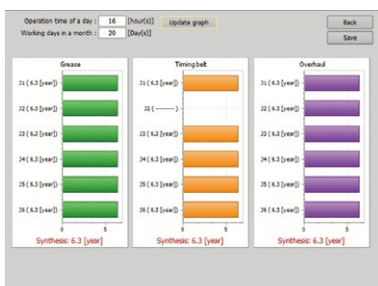 Operation time of a day : 16 [hour(s)] Update graph Back
Working days in a month : 20 [Day(s)] Save
Grease
J1 ( 6.3 [year])
J2 ( 6.3 [year])
J3 ( 6.3 [year])
J4 ( 6.3 [year])
J5 ( 6.3 [year])
J6 ( 6.3 [year])
0 5
Synthesis: 6.3 [year]
Timing belt
J1 ( 6.3 [year])
J2 ( -------- )
J3 ( 6.3 [year])
J4 ( 6.3 [year])
J5 ( 6.3 [year])
J6 ( 6.3 [year])
0 5
Synthesis: 6.3 [year]
Overhaul
J1 ( 6.3 [year])
J2 ( 6.3 [year])
J3 ( 6.3 [year])
J4 ( 6.3 [year])
J5 ( 6.3 [year])
J6 ( 6.3 [year])
0 5
Synthesis: 6.3 [year]